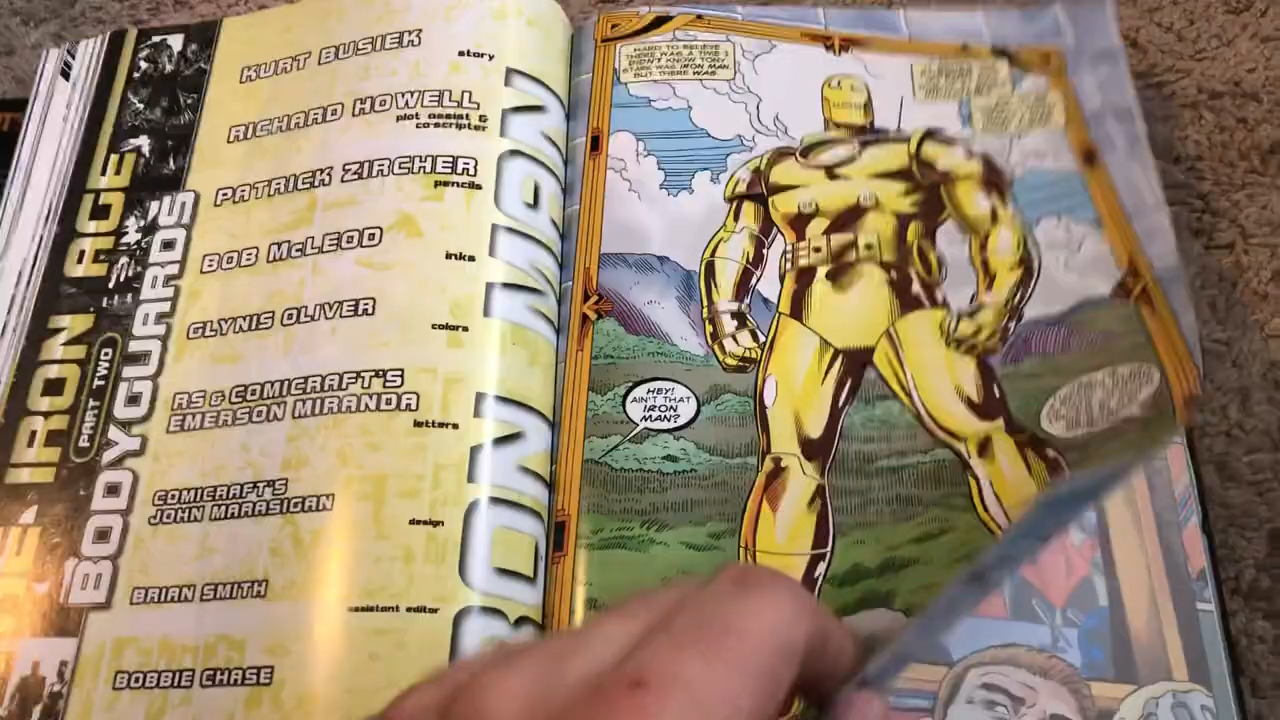 IRON AGE
PART TWO
BODYGUARDS
KURT BUSIEK
story
RICHARD HOWELL
plot assist &
co-scripter
PATRICK ZIRCHER
pencils
BOB McLEOD
inks
GLYNIS OLIVER
colors
RS & COMICRAFT'S
EMERSON MIRANDA
letters
COMICRAFT'S
JOHN MARASIGAN
design
BRIAN SMITH
assistant editor
BOBBIE CHASE
IRON MAN
HARD TO BELIEVE
THERE WAS A TIME I
DIDN'T KNOW TONY
STARK WAS IRON MAN.
BUT THERE WAS.
HEY!
AIN'T THAT
IRON
MAN?